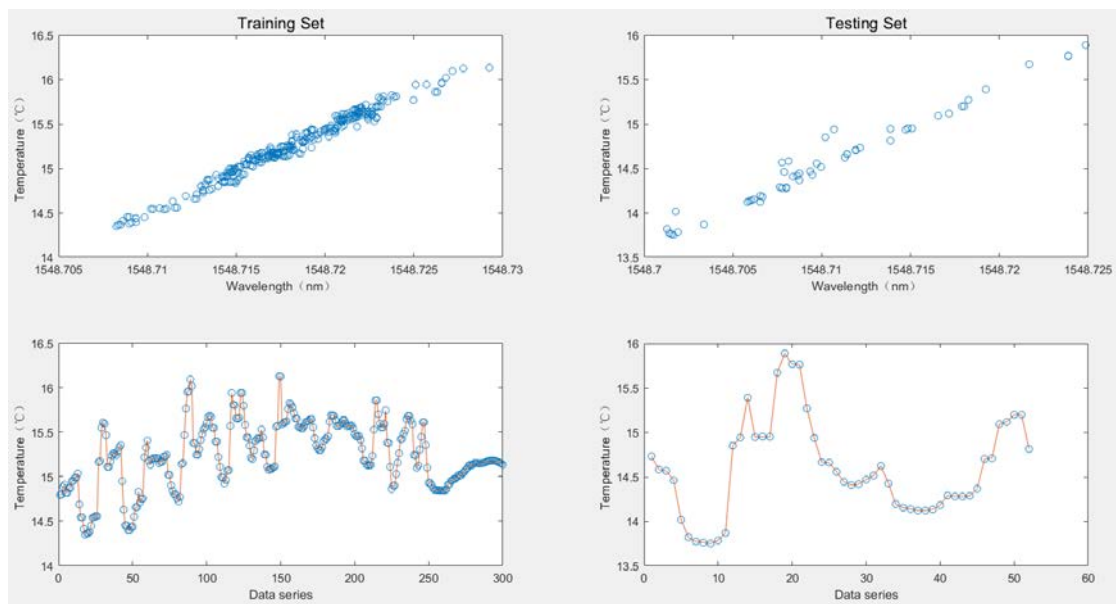 Training Set
16.5
16
15.5
15
14.5
14
Temperature（℃）
1548.705 1548.71 1548.715 1548.72 1548.725 1548.73
Wavelength（nm）
Testing Set
16
15.5
15
14.5
14
13.5
Temperature（℃）
1548.7 1548.705 1548.71 1548.715 1548.72 1548.725
Wavelength（nm）
16.5
16
15.5
15
14.5
14
Temperature（℃）
0 50 100 150 200 250 300
Data series
16
15.5
15
14.5
14
13.5
Temperature（℃）
0 10 20 30 40 50 60
Data series